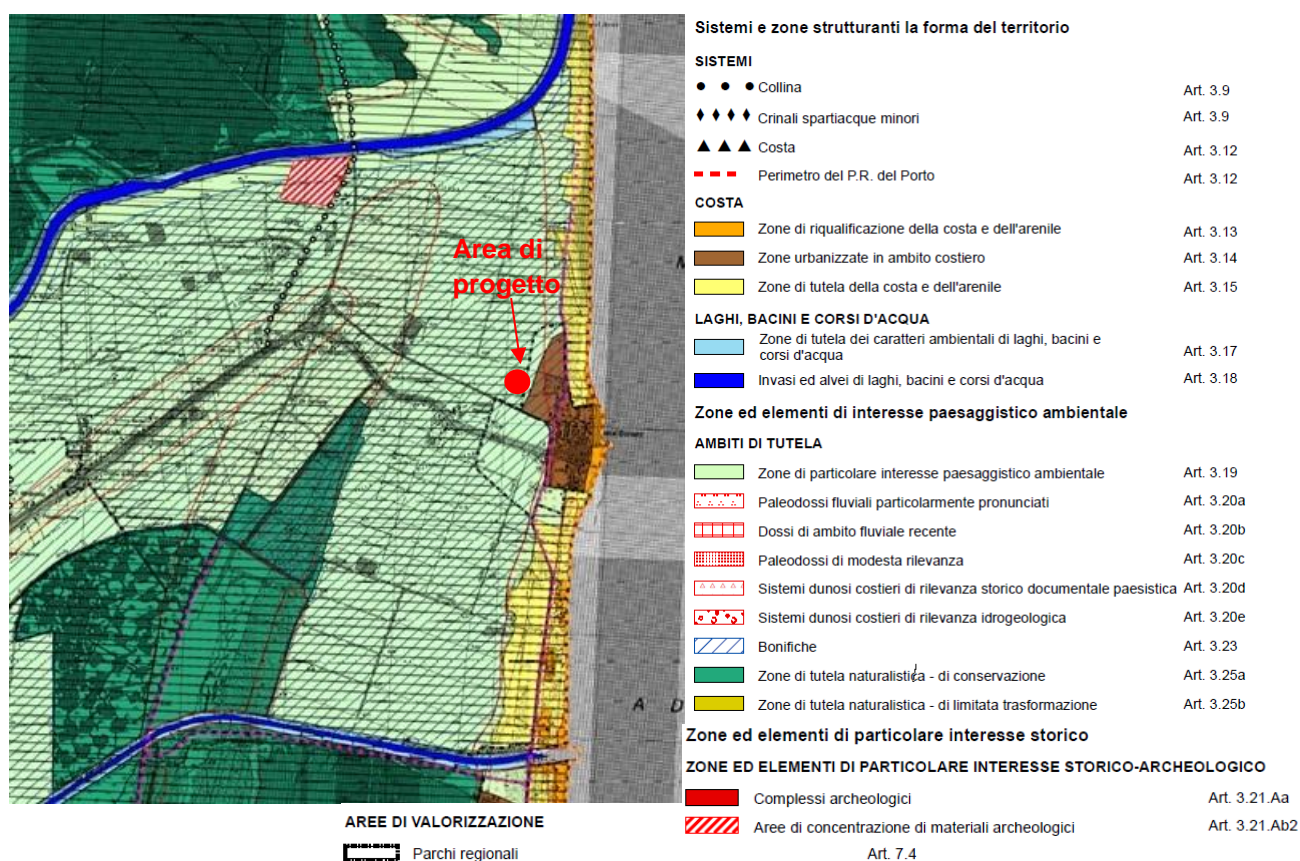 Area di
progetto
M
A D
Sistemi e zone strutturanti la forma del territorio
SISTEMI
Collina Art. 3.9
Crinali spartiacque minori Art. 3.9
Costa Art. 3.12
Perimetro del P.R. del Porto Art. 3.12
COSTA
Zone di riqualificazione della costa e dell'arenile Art. 3.13
Zone urbanizzate in ambito costiero Art. 3.14
Zone di tutela della costa e dell'arenile Art. 3.15
LAGHI, BACINI E CORSI D'ACQUA
Zone di tutela dei caratteri ambientali di laghi, bacini e
corsi d'acqua Art. 3.17
Invasi ed alvei di laghi, bacini e corsi d'acqua Art. 3.18
Zone ed elementi di interesse paesaggistico ambientale
AMBITI DI TUTELA
Zone di particolare interesse paesaggistico ambientale Art. 3.19
Paleodossi fluviali particolarmente pronunciati Art. 3.20a
Dossi di ambito fluviale recente Art. 3.20b
Paleodossi di modesta rilevanza Art. 3.20c
Sistemi dunosi costieri di rilevanza storico documentale paesistica Art. 3.20d
Sistemi dunosi costieri di rilevanza idrogeologica Art. 3.20e
Bonifiche Art. 3.23
Zone di tutela naturalistica - di conservazione Art. 3.25a
Zone di tutela naturalistica - di limitata trasformazione Art. 3.25b
Zone ed elementi di particolare interesse storico
ZONE ED ELEMENTI DI PARTICOLARE INTERESSE STORICO-ARCHEOLOGICO
Complessi archeologici Art. 3.21.Aa
Aree di concentrazione di materiali archeologici Art. 3.21.Ab2
AREE DI VALORIZZAZIONE
Parchi regionali Art. 7.4